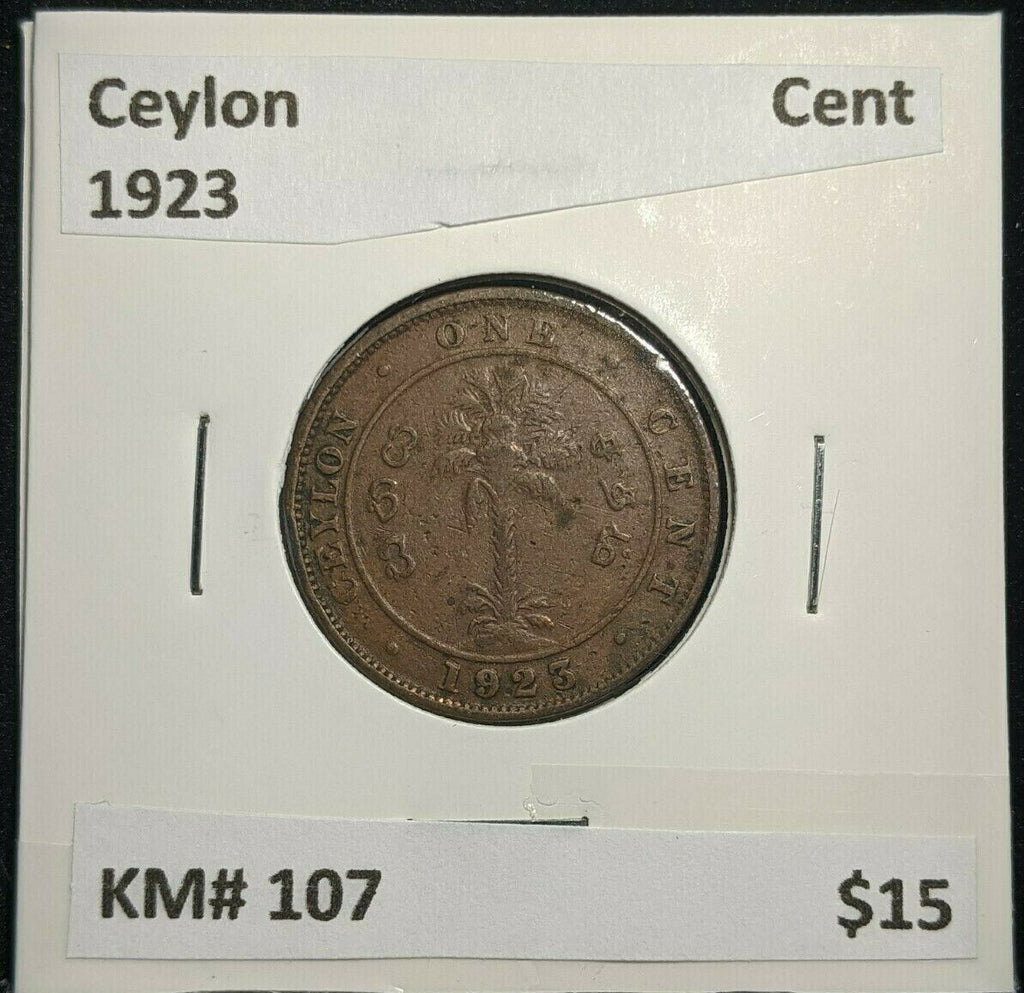 Ceylon Cent
1923
ONE
CEYLON
CENT
1923
KM# 107 $15